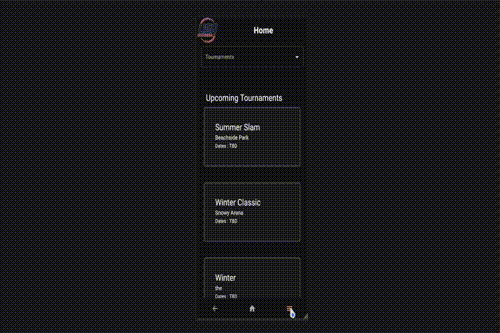 Home
Tournaments
Upcoming Tournaments
Summer Slam
Beachside Park
Dates : TBD
Winter Classic
Snowy Arena
Dates : TBD
Winter
the
Dates : TBD